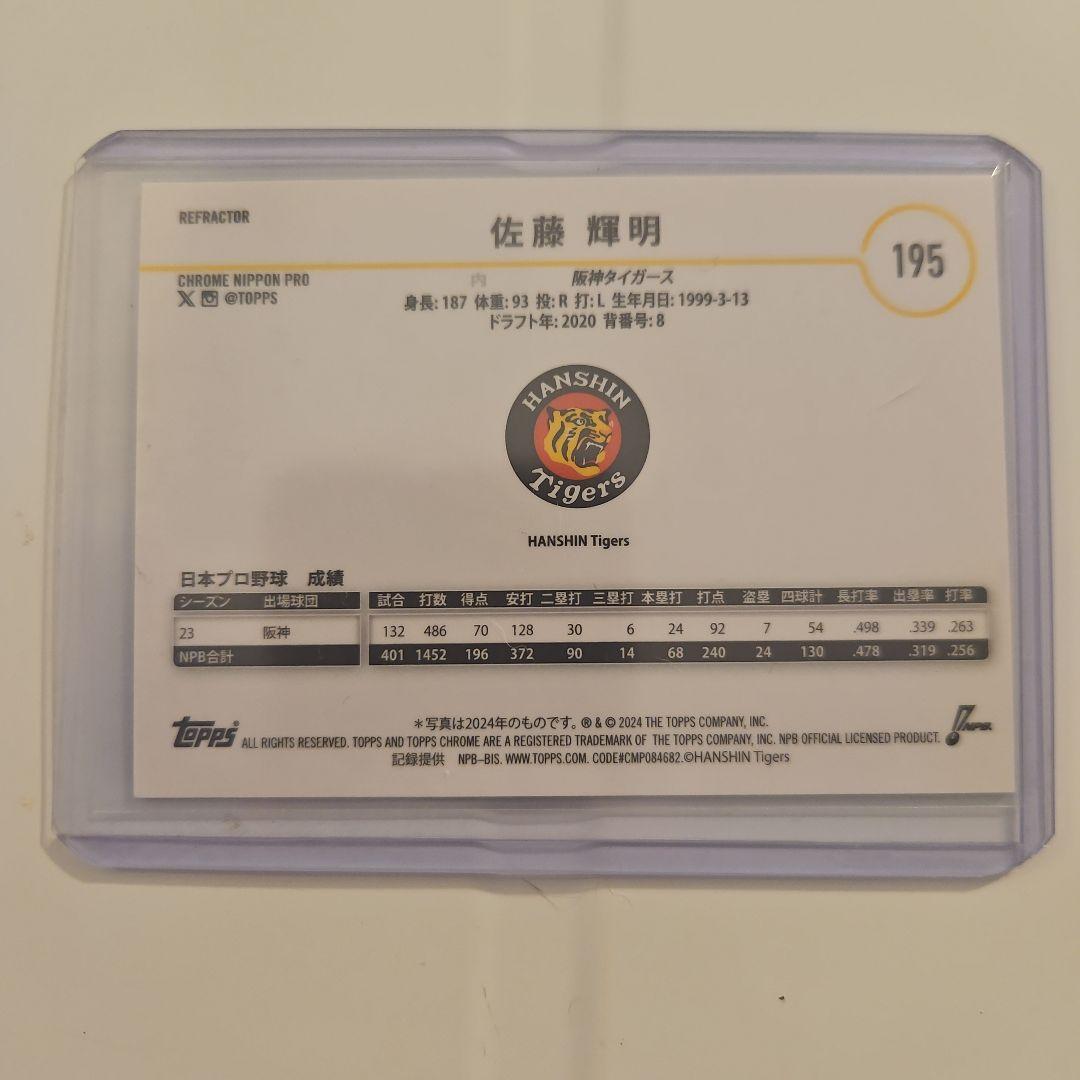 REFRACTOR
佐藤 輝明
195
CHROME NIPPON PRO
内 阪神タイガース
@TOPPS
身長: 187 体重: 93 投: R 打: L 生年月日: 1999-3-13
ドラフト年: 2020 背番号: 8
HANSHIN
Tigers
HANSHIN Tigers
日本プロ野球 成績
シーズン 出場球団 試合 打数 得点 安打 二塁打 三塁打 本塁打 打点 盗塁 四球計 長打率 出塁率 打率
23 阪神 132 486 70 128 30 6 24 92 7 54 .498 .339 .263
NPB合計 401 1452 196 372 90 14 68 240 24 130 .478 .319 .256
＊写真は2024年のものです。 ® & © 2024 THE TOPPS COMPANY, INC.
topps® ALL RIGHTS RESERVED. TOPPS AND TOPPS CHROME ARE A REGISTERED TRADEMARK OF THE TOPPS COMPANY, INC. NPB OFFICIAL LICENSED PRODUCT. NPB
記録提供 NPB–BIS. WWW.TOPPS.COM. CODE#CMP084682.©HANSHIN Tigers